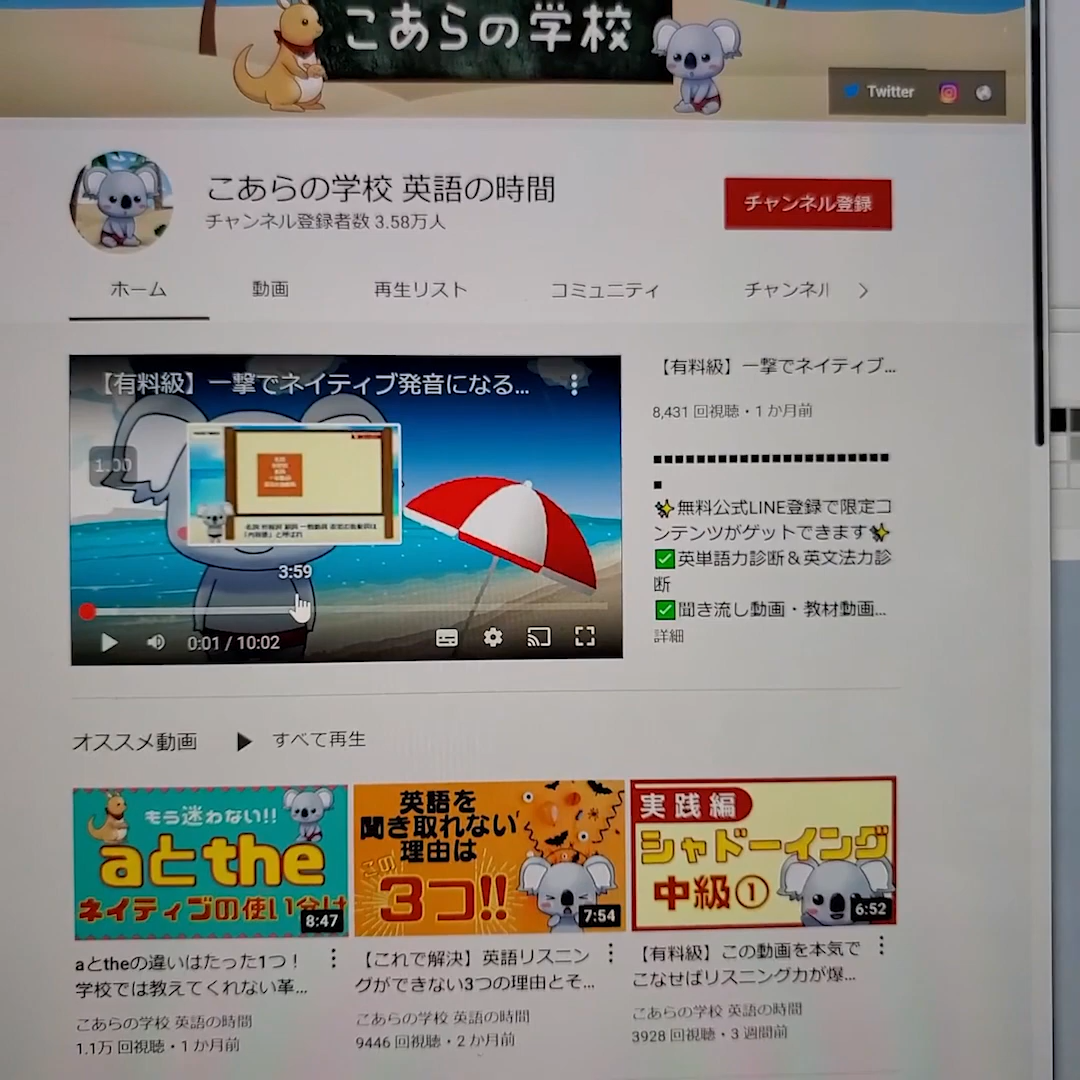 こあらの学校
Twitter
こあらの学校 英語の時間
チャンネル登録者数 3.58万人
チャンネル登録
ホーム
動画
再生リスト
コミュニティ
チャンネル
【有料級】一撃でネイティブ発音になる...
1.00
3:59
0:01 / 10:02
【有料級】一撃でネイティブ...
8,431 回視聴・1 か月前
無料公式LINE登録で限定コ
ンテンツがゲットできます
英単語力診断＆英文法力診
断
聞き流し動画・教材動画...
詳細
オススメ動画
すべて再生
もう迷わない!!
aとthe
ネイティブの使い分け
8:47
英語を
聞き取れない
理由は
この
3つ!!
7:54
実践編
シャドーイング
中級①
6:52
aとtheの違いはたった1つ！
学校では教えてくれない革...
こあらの学校 英語の時間
1.1万 回視聴・1 か月前
【これで解決】英語リスニン
グができない3つの理由とそ...
こあらの学校 英語の時間
9446 回視聴・2 か月前
【有料級】この動画を本気で
こなせばリスニング力が爆...
こあらの学校 英語の時間
3928 回視聴・3 週間前